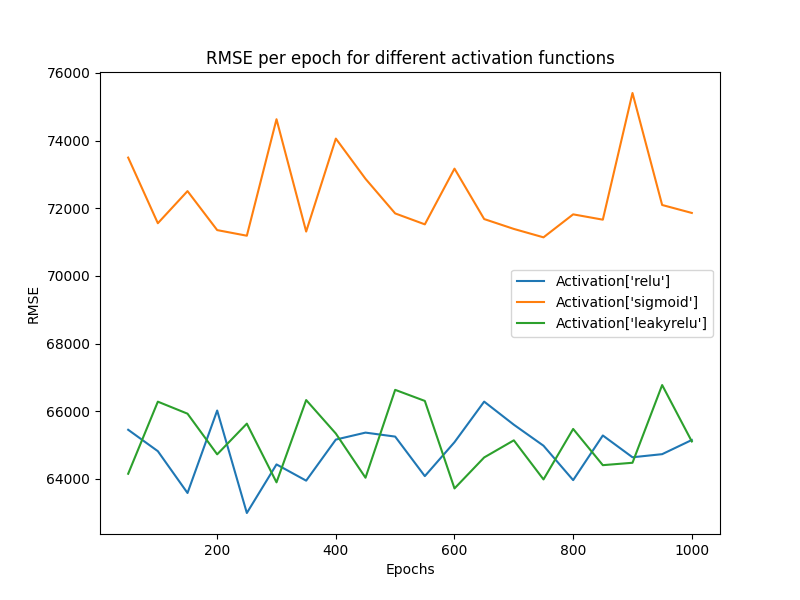 RMSE per epoch for different activation functions
76000
74000
72000
70000
68000
66000
64000
RMSE
Activation['relu']
Activation['sigmoid']
Activation['leakyrelu']
200
400
600
800
1000
Epochs